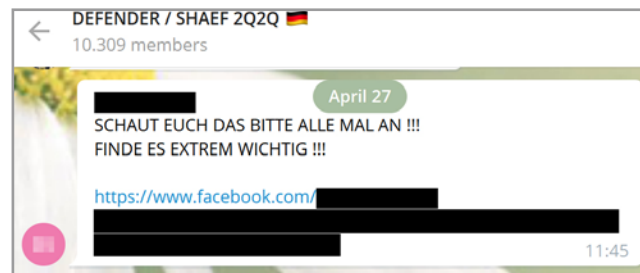 DEFENDER / SHAEF 2Q2Q 🇩🇪
10.309 members
April 27
SCHAUT EUCH DAS BITTE ALLE MAL AN !!!
FINDE ES EXTREM WICHTIG !!!
https://www.facebook.com/
11:45